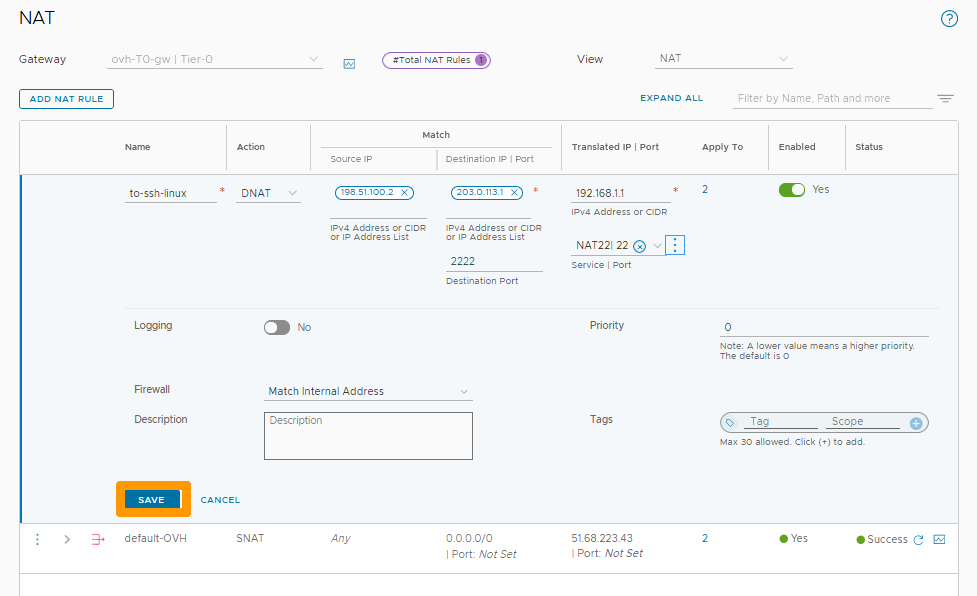 NAT
Gateway
ovh-T0-gw | Tier-0
#Total NAT Rules 1
View
NAT
ADD NAT RULE
EXPAND ALL
Filter by Name, Path and more
Match
Name
Action
Source IP
Destination IP | Port
Translated IP | Port
Apply To
Enabled
Status
to-ssh-linux *
DNAT
198.51.100.2
203.0.113.1 *
192.168.1.1 *
2
Yes
IPv4 Address or CIDR
or IP Address List
IPv4 Address or CIDR
or IP Address List
IPv4 Address or CIDR
2222
Destination Port
NAT22| 22
Service | Port
Logging
No
Priority
0
Note: A lower value means a higher priority.
The default is 0
Firewall
Match Internal Address
Description
Description
Tags
Tag
Scope
Max 30 allowed. Click (+) to add.
SAVE
CANCEL
default-OVH
SNAT
Any
0.0.0.0/0
| Port: Not Set
51.68.223.43
| Port: Not Set
2
Yes
Success